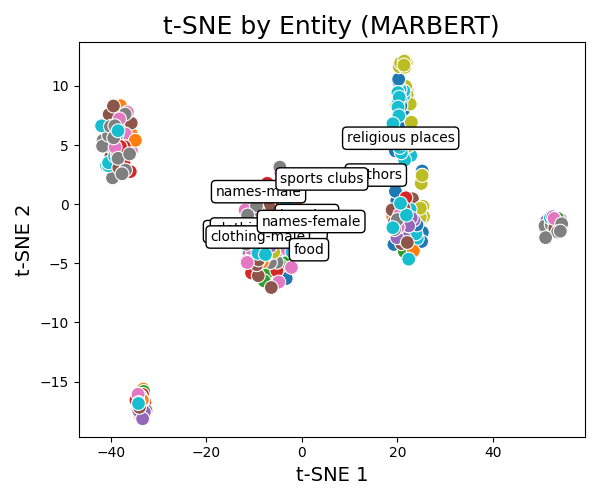 t-SNE by Entity (MARBERT)
10
5
0
−5
−10
−15
t-SNE 2
religious places
sports clubs
names-male
names-female
clothing-male
food
−40
−20
0
20
40
t-SNE 1